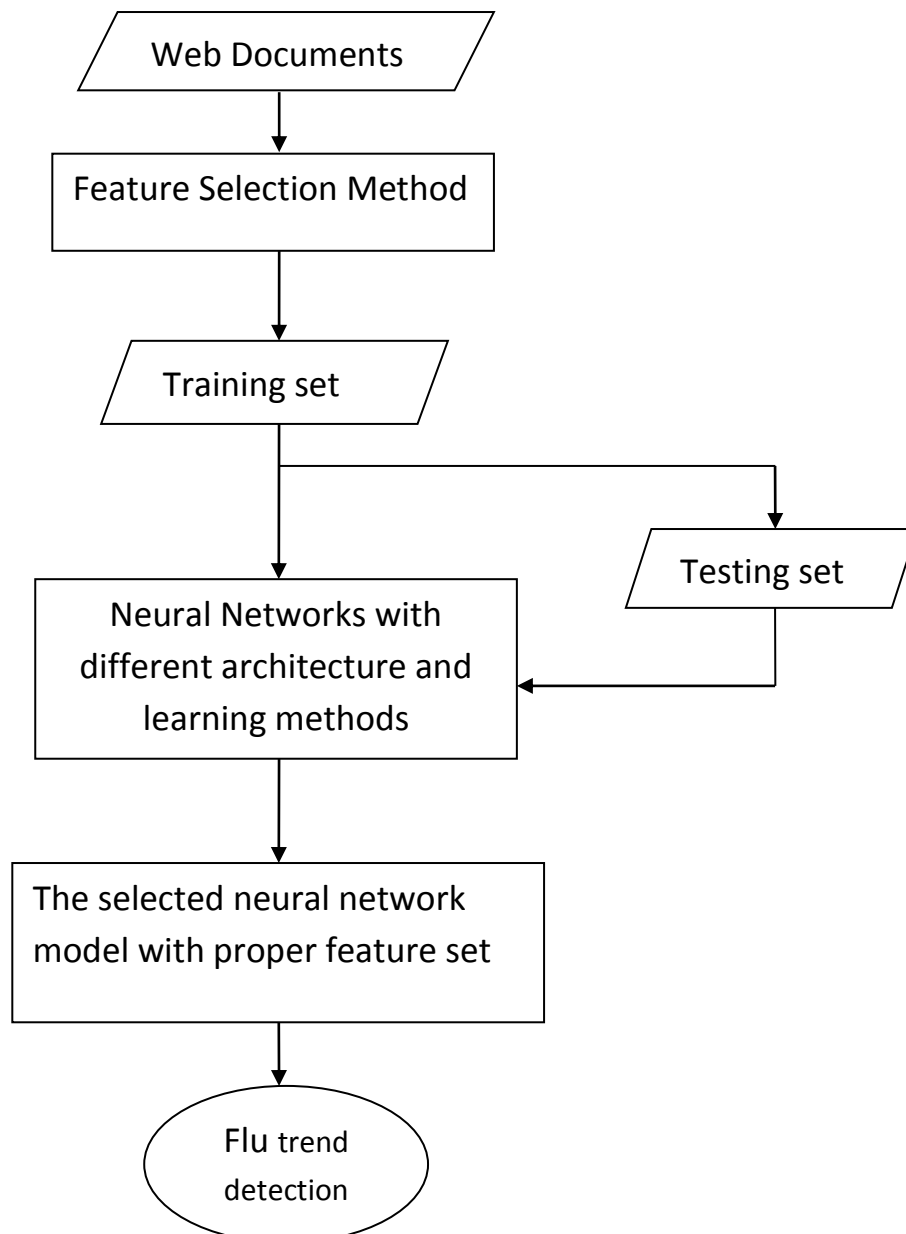 Web Documents
Feature Selection Method
Training set
Testing set
Neural Networks with
different architecture and
learning methods
The selected neural network
model with proper feature set
Flu trend
detection